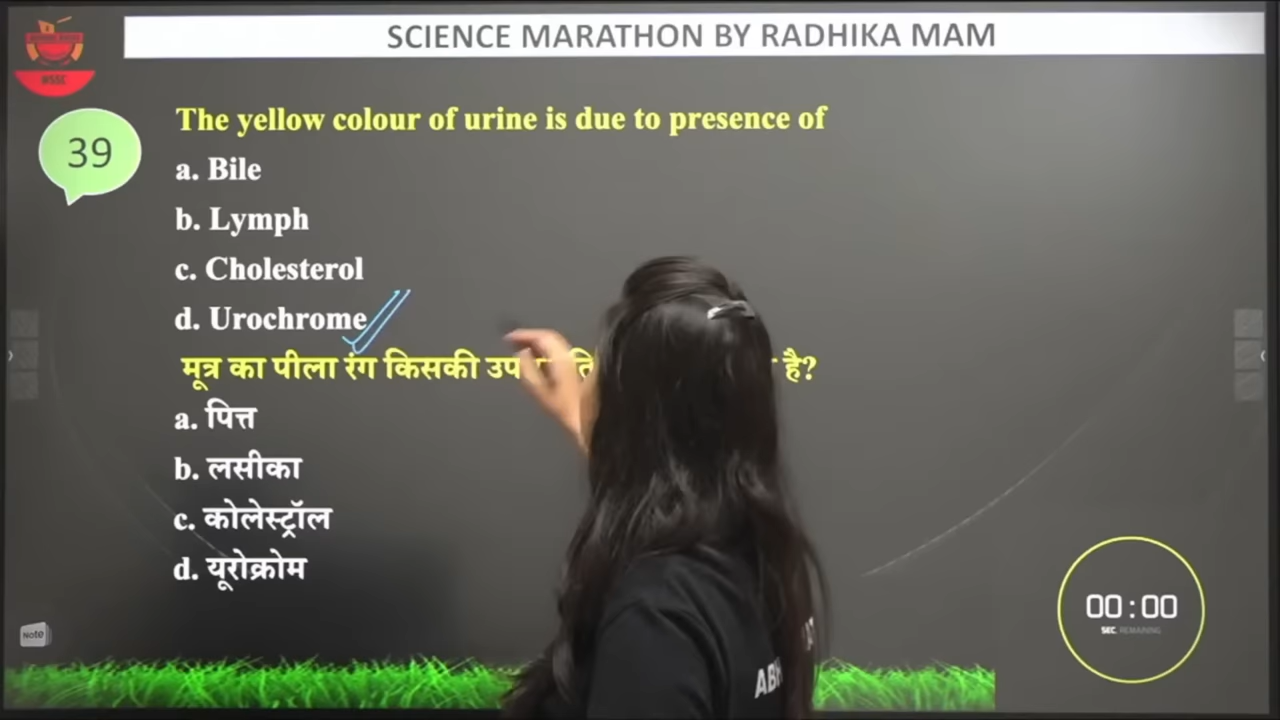 SCIENCE MARATHON BY RADHIKA MAM
HSSC
39
The yellow colour of urine is due to presence of
a. Bile
b. Lymph
c. Cholesterol
d. Urochrome
मूत्र का पीला रंग किसकी है?
a. पित्त
b. लसीका
c. कोलेस्ट्रॉल
d. यूरोक्रोम
00:00
SEC. REMAINING
Note